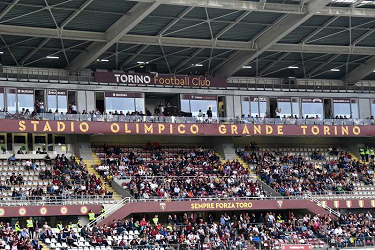 TORINO Football Club
STADIO OLIMPICO GRANDE TORINO
SEMPRE FORZA TORO